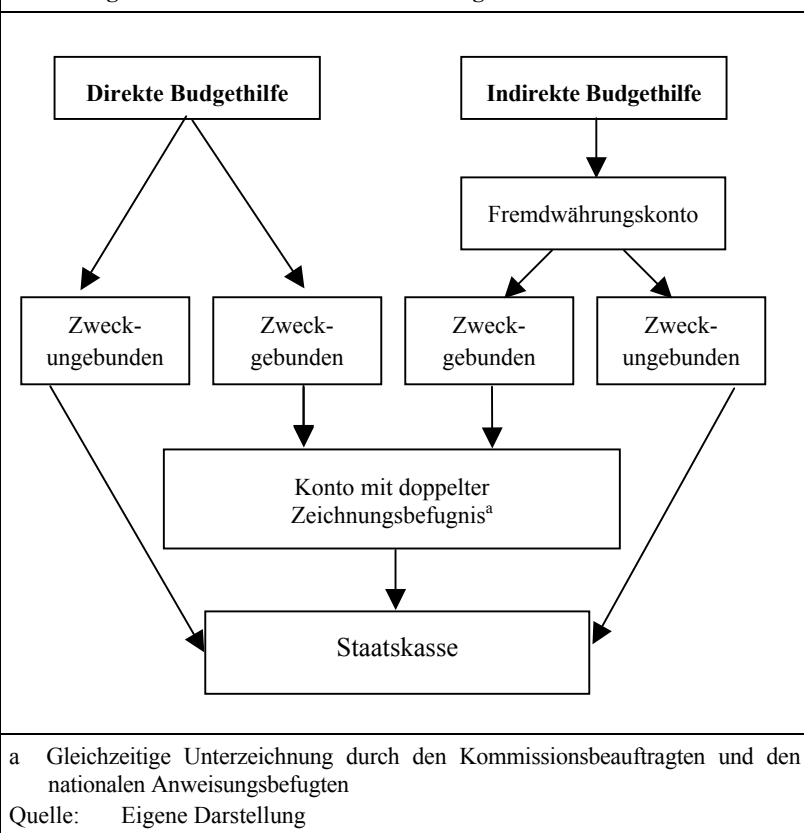 Direkte Budgethilfe
Indirekte Budgethilfe
Fremdwährungskonto
Zweck-
ungebunden
Zweck-
gebunden
Zweck-
gebunden
Zweck-
ungebunden
Konto mit doppelter
Zeichnungsbefugnisᵃ
Staatskasse
a Gleichzeitige Unterzeichnung durch den Kommissionsbeauftragten und den
nationalen Anweisungsbefugten
Quelle: Eigene Darstellung